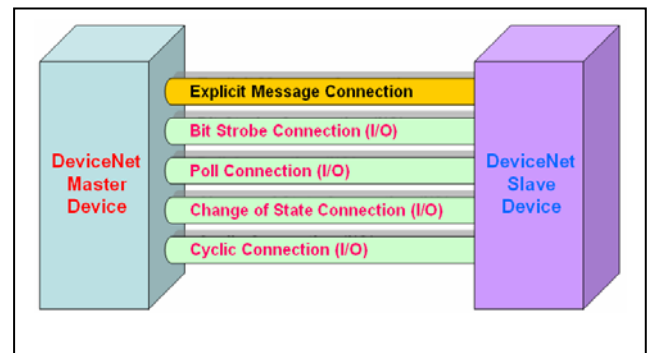 Explicit Message Connection
Bit Strobe Connection (I/O)
DeviceNet
Master
Device
Poll Connection (I/O)
DeviceNet
Slave
Device
Change of State Connection (I/O)
Cyclic Connection (I/O)